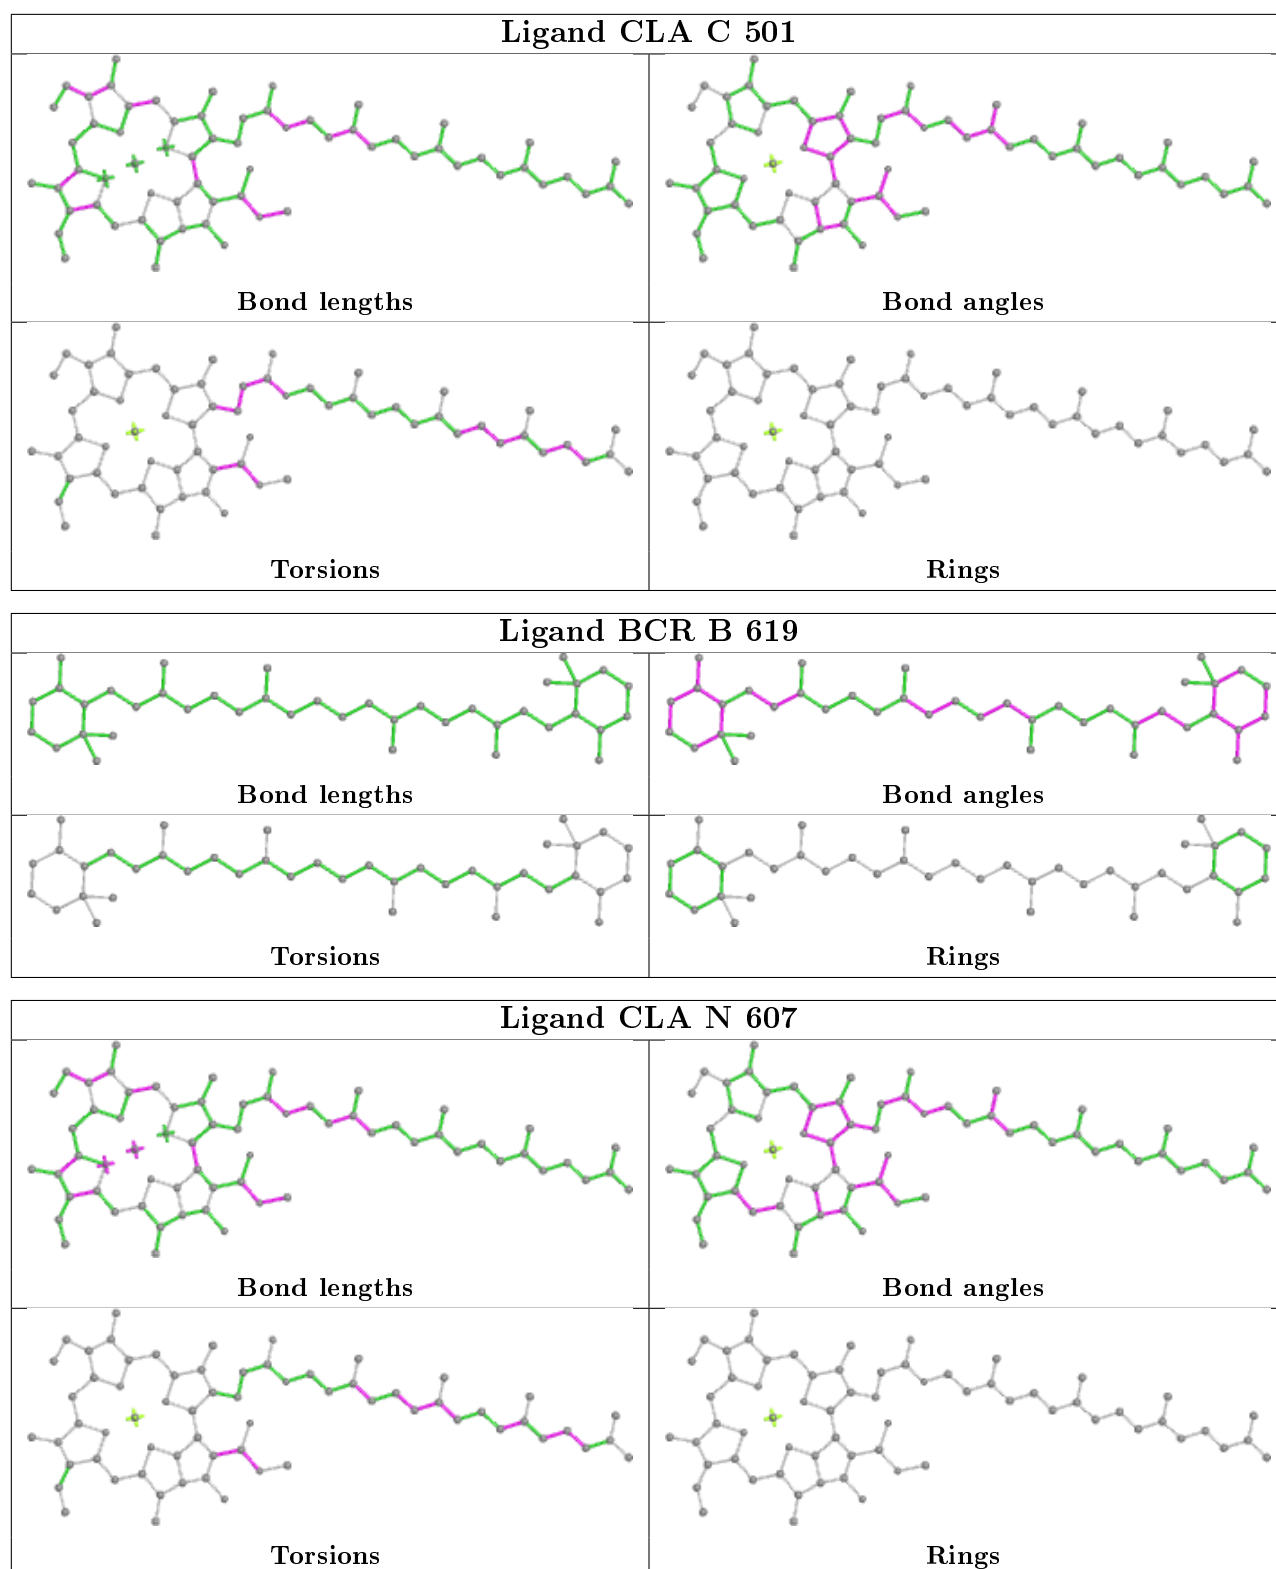 Ligand CLA C 501
Bond lengths
Bond angles
Torsions
Rings
Ligand BCR B 619
Bond lengths
Bond angles
Torsions
Rings
Ligand CLA N 607
Bond lengths
Bond angles
Torsions
Rings